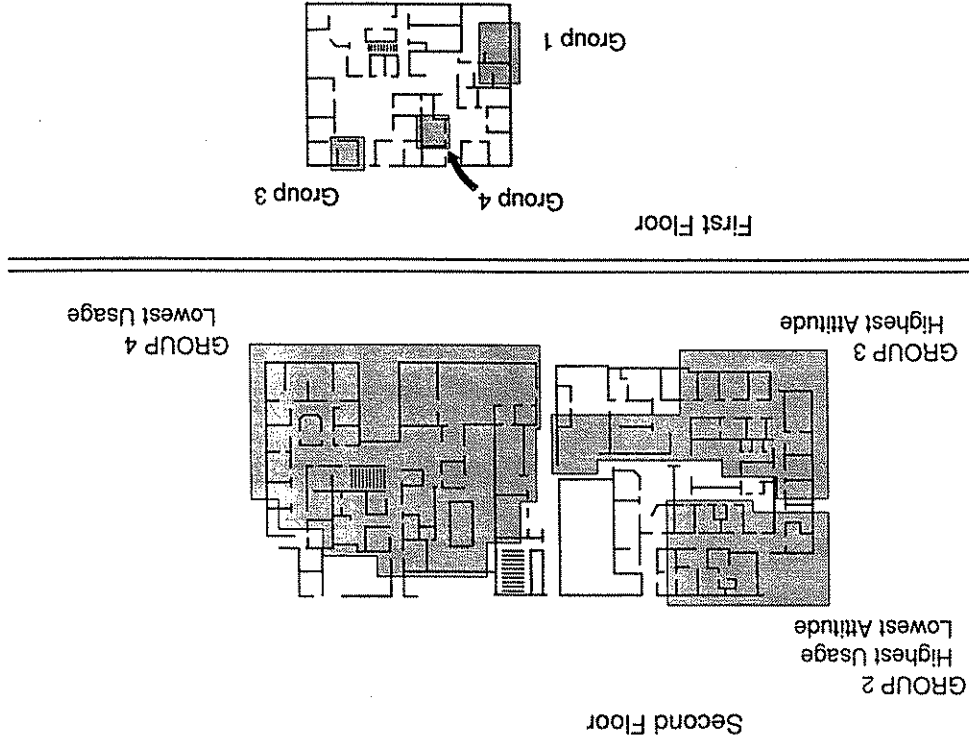 Second Floor
GROUP 2
Highest Usage
Lowest Attitude
GROUP 3
Highest Attitude
GROUP 4
Lowest Usage
First Floor
Group 4
Group 3
Group 1